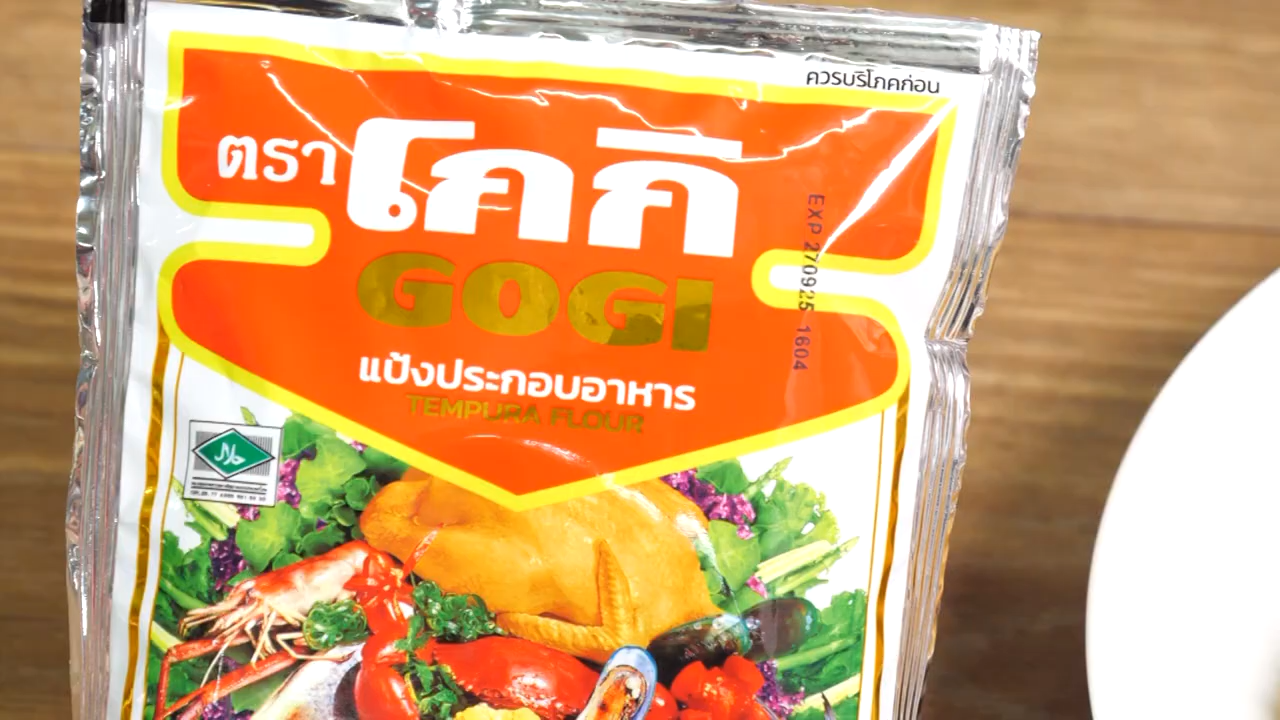 ควรบริโภคก่อน
ตราโคกิ
GOGI
EXP 270925 1604
แป้งประกอบอาหาร
TEMPURA FLOUR